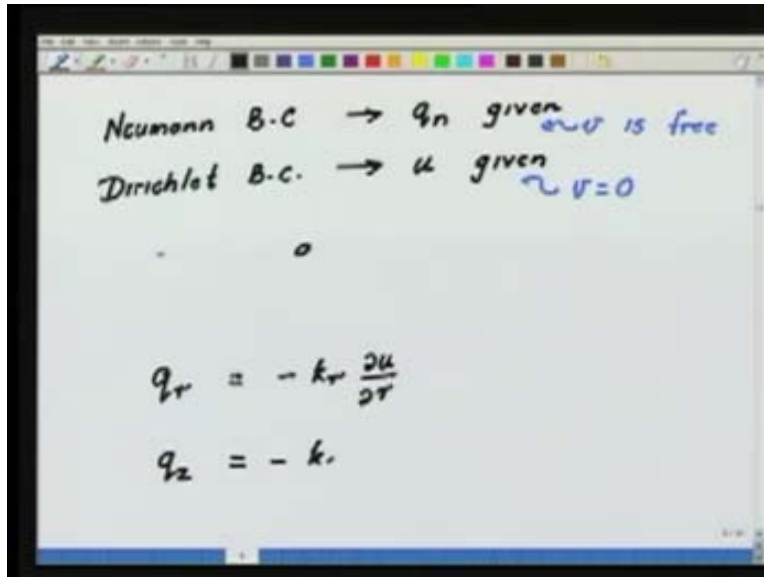 Neumann B.C → qn given ~ v is free
Dirichlet B.C. → u given ~ v=0
qr = - kr ∂u/∂r
qz = - k.